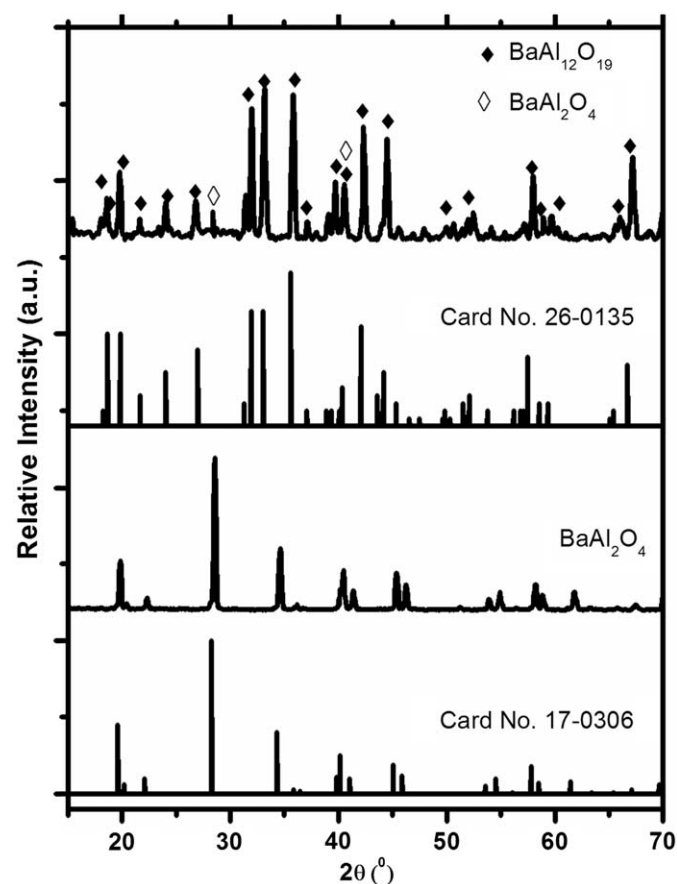 ◆ BaAl₁₂O₁₉
◇ BaAl₂O₄
Card No. 26-0135
BaAl₂O₄
Card No. 17-0306
Relative Intensity (a.u.)
20 30 40 50 60 70
2θ (⁰)